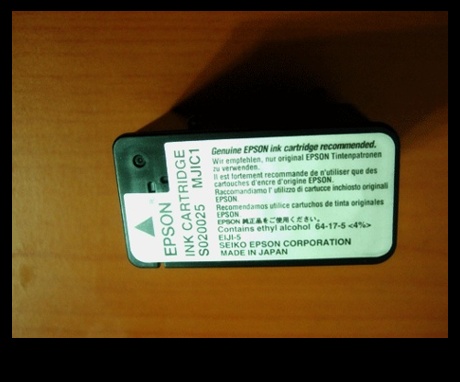 EPSON
INK CARTRIDGE
S020025 MJIC1
Genuine EPSON ink cartridge recommended.
Wir empfehlen, nur original EPSON Tintenpatronen
zu verwenden.
Il est fortement recommande de n'utiliser que des
cartouches d'encre d'origine EPSON.
Raccomandiamo l' utilizo di cartucce inchiosto originali
EPSON.
Recomendamos utilice cartuchos de tinta originales
EPSON.
EPSON 純正品をご使用ください。
Contains ethyl alcohol 64-17-5 <4%>
EIJI-5
SEIKO EPSON CORPORATION
MADE IN JAPAN